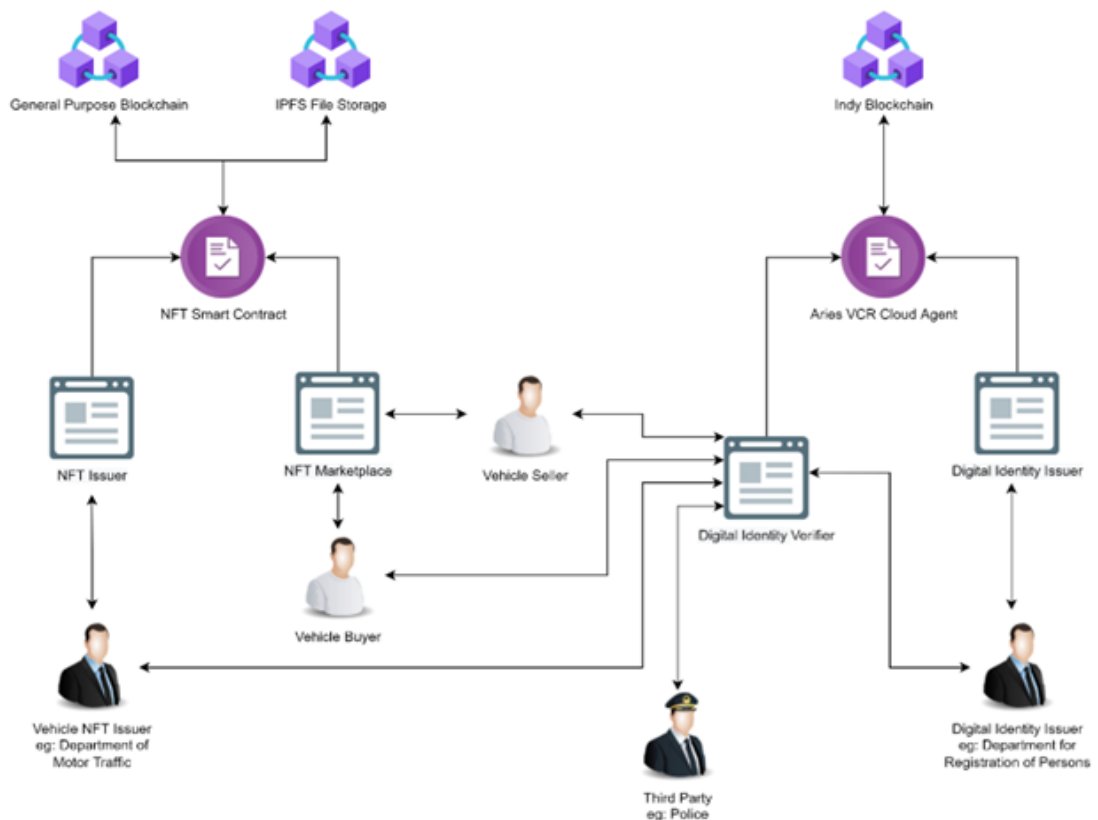 General Purpose Blockchain
IPFS File Storage
Indy Blockchain
NFT Smart Contract
Aries VCR Cloud Agent
NFT Issuer
NFT Marketplace
Vehicle Seller
Digital Identity Verifier
Digital Identity Issuer
Vehicle Buyer
Vehicle NFT Issuer
eg: Department of
Motor Traffic
Digital Identity Issuer
eg: Department for
Registration of Persons
Third Party
eg: Police